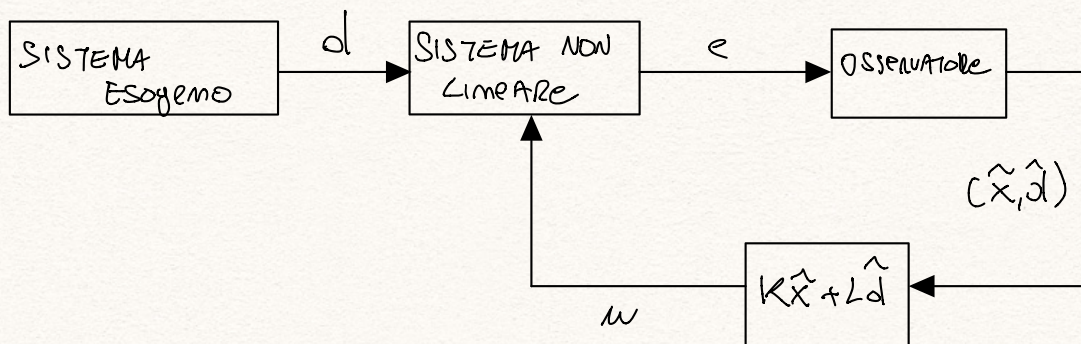 SISTEMA
ESOGENO
d
SISTEMA NON
LINEARE
e
OSSERVATORE
(x̃,d̂)
Kx̂+Ld̂
u